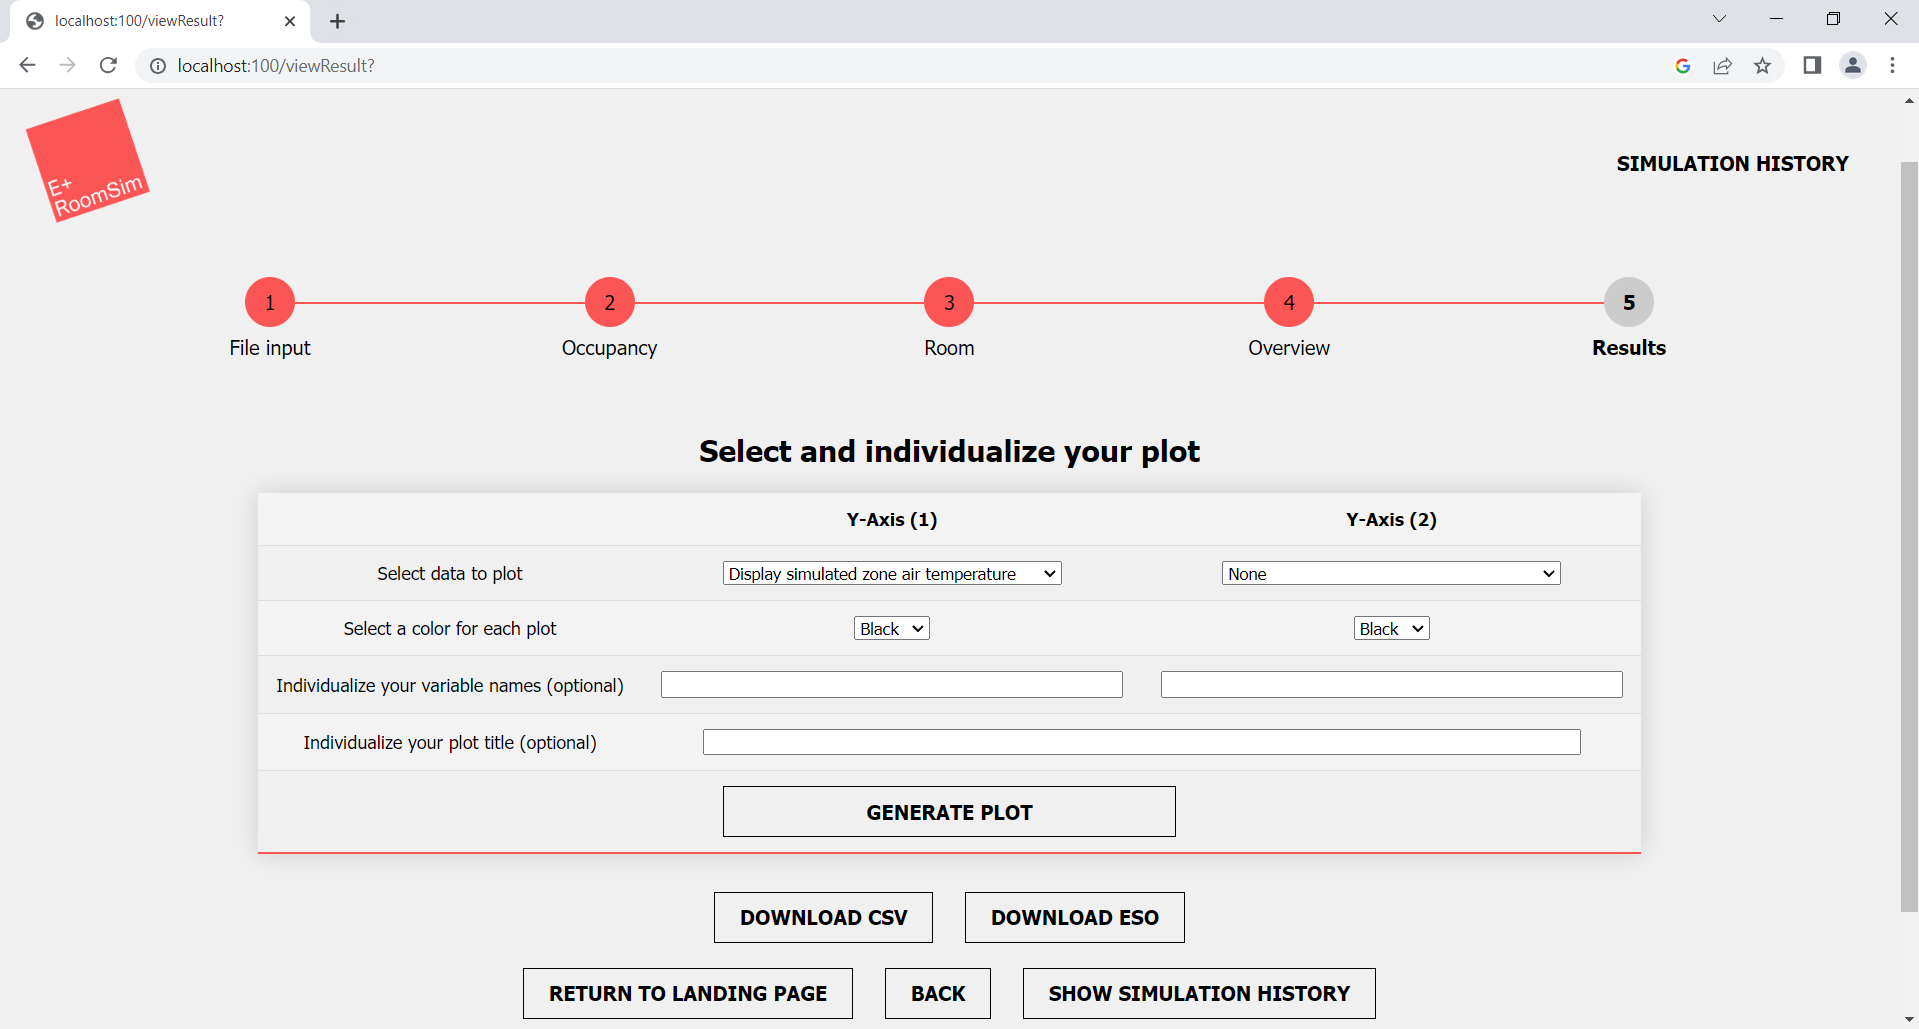 localhost:100/viewResult?
localhost:100/viewResult?
E+
RoomSim
SIMULATION HISTORY
1
2
3
4
5
File input
Occupancy
Room
Overview
Results
Select and individualize your plot
Y-Axis (1)
Y-Axis (2)
Select data to plot
Display simulated zone air temperature
None
Select a color for each plot
Black
Black
Individualize your variable names (optional)
Individualize your plot title (optional)
GENERATE PLOT
DOWNLOAD CSV
DOWNLOAD ESO
RETURN TO LANDING PAGE
BACK
SHOW SIMULATION HISTORY